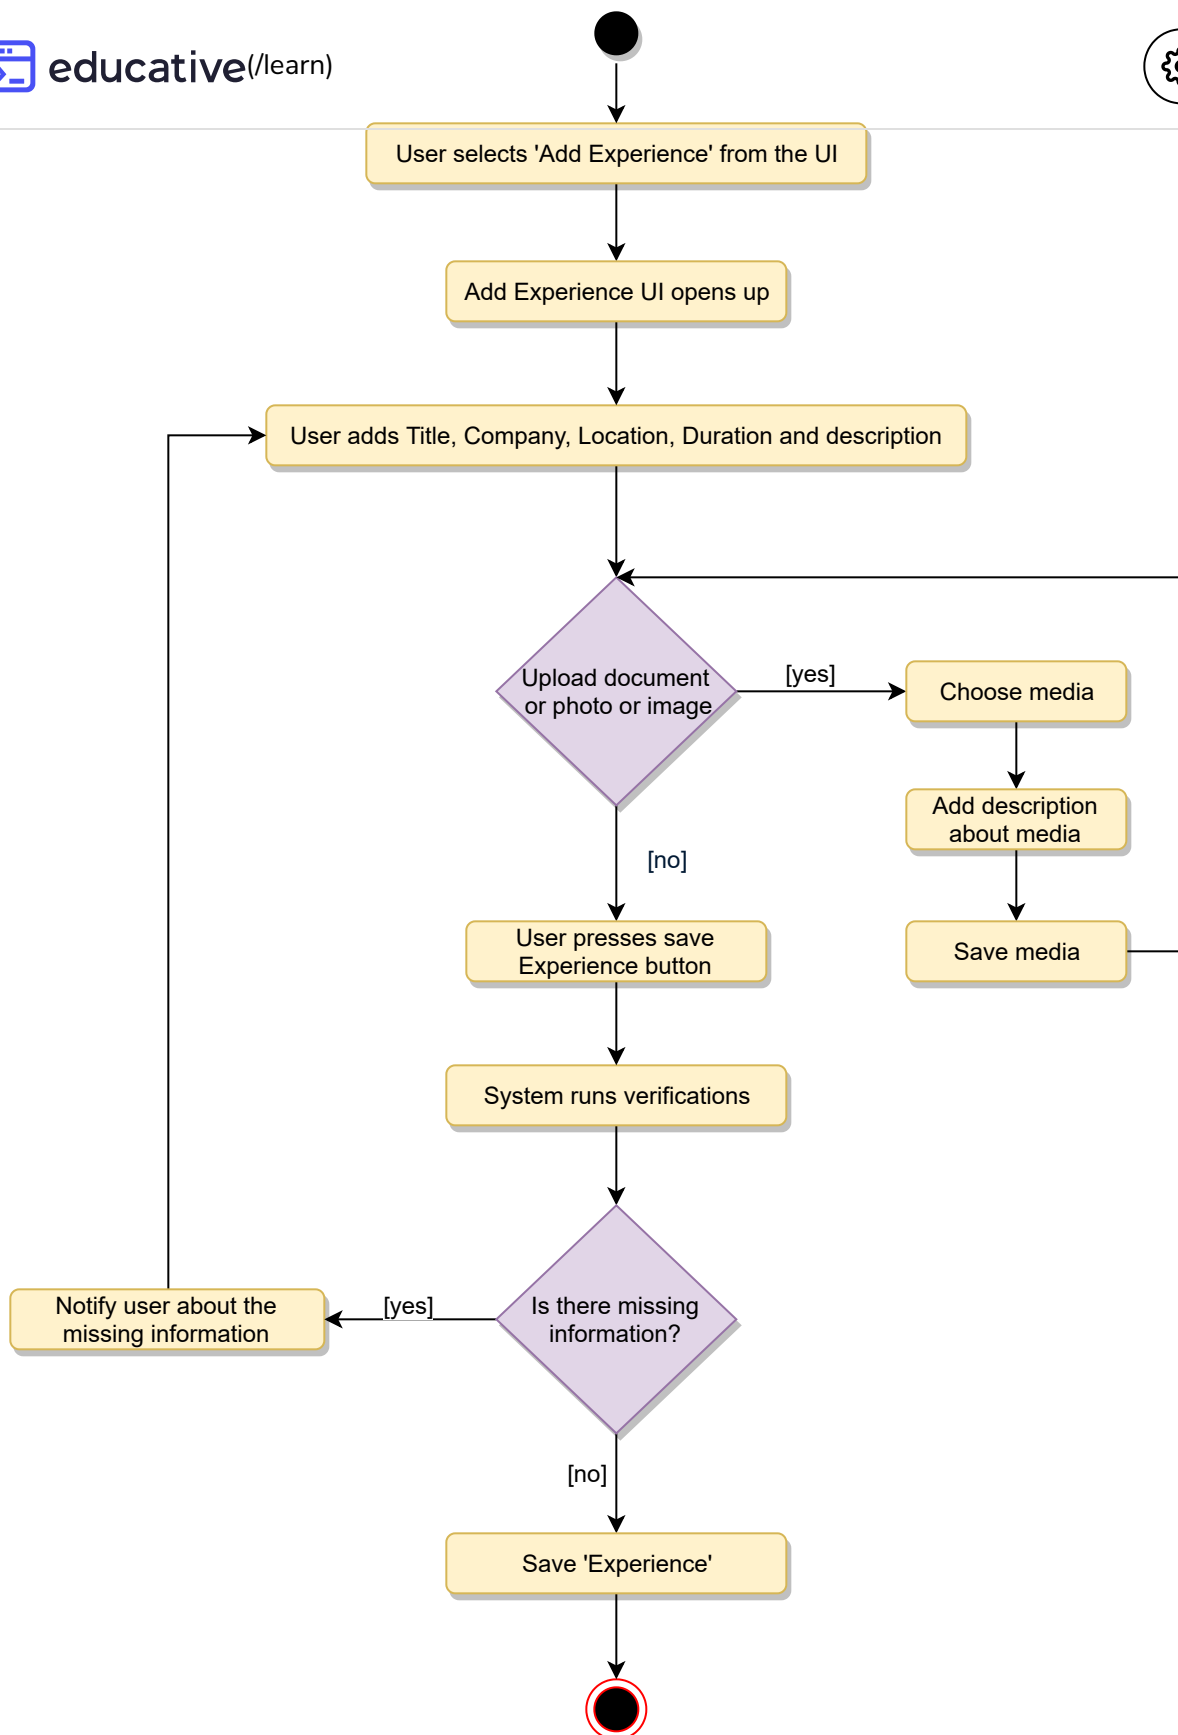 educative(/learn)
User selects 'Add Experience' from the UI
Add Experience UI opens up
User adds Title, Company, Location, Duration and description
Upload document
or photo or image
[yes]
Choose media
Add description
about media
[no]
User presses save
Experience button
Save media
System runs verifications
Notify user about the
missing information
[yes]
Is there missing
information?
[no]
Save 'Experience'